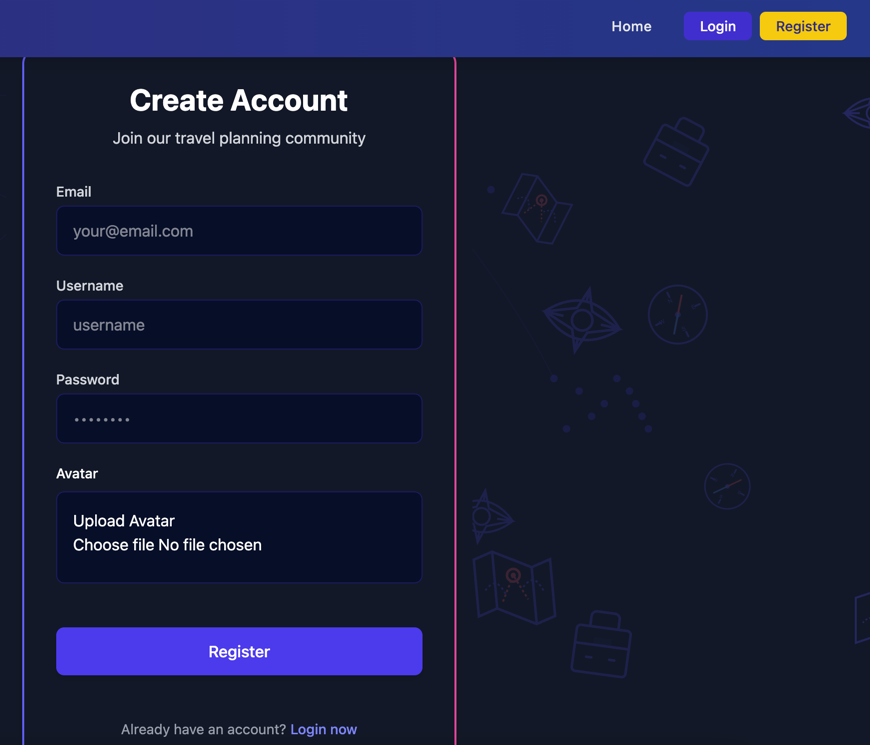 Home Login Register
Create Account
Join our travel planning community
Email
your@email.com
Username
username
Password
••••••••
Avatar
Upload Avatar
Choose file No file chosen
Register
Already have an account? Login now